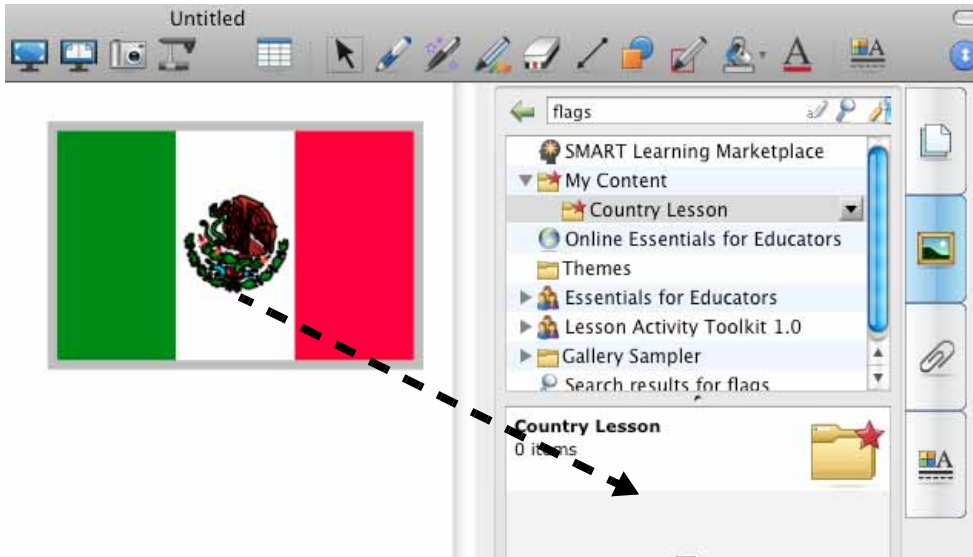 Untitled
flags
SMART Learning Marketplace
My Content
Country Lesson
Online Essentials for Educators
Themes
Essentials for Educators
Lesson Activity Toolkit 1.0
Gallery Sampler
Search results for flags
Country Lesson
0 items